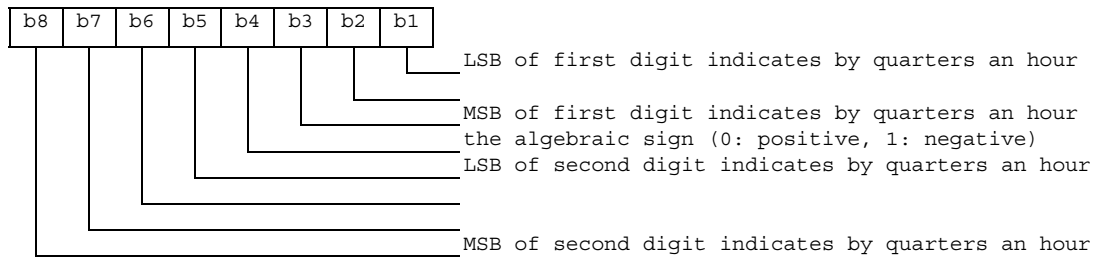 b8 b7 b6 b5 b4 b3 b2 b1
LSB of first digit indicates by quarters an hour
MSB of first digit indicates by quarters an hour
the algebraic sign (0: positive, 1: negative)
LSB of second digit indicates by quarters an hour
MSB of second digit indicates by quarters an hour